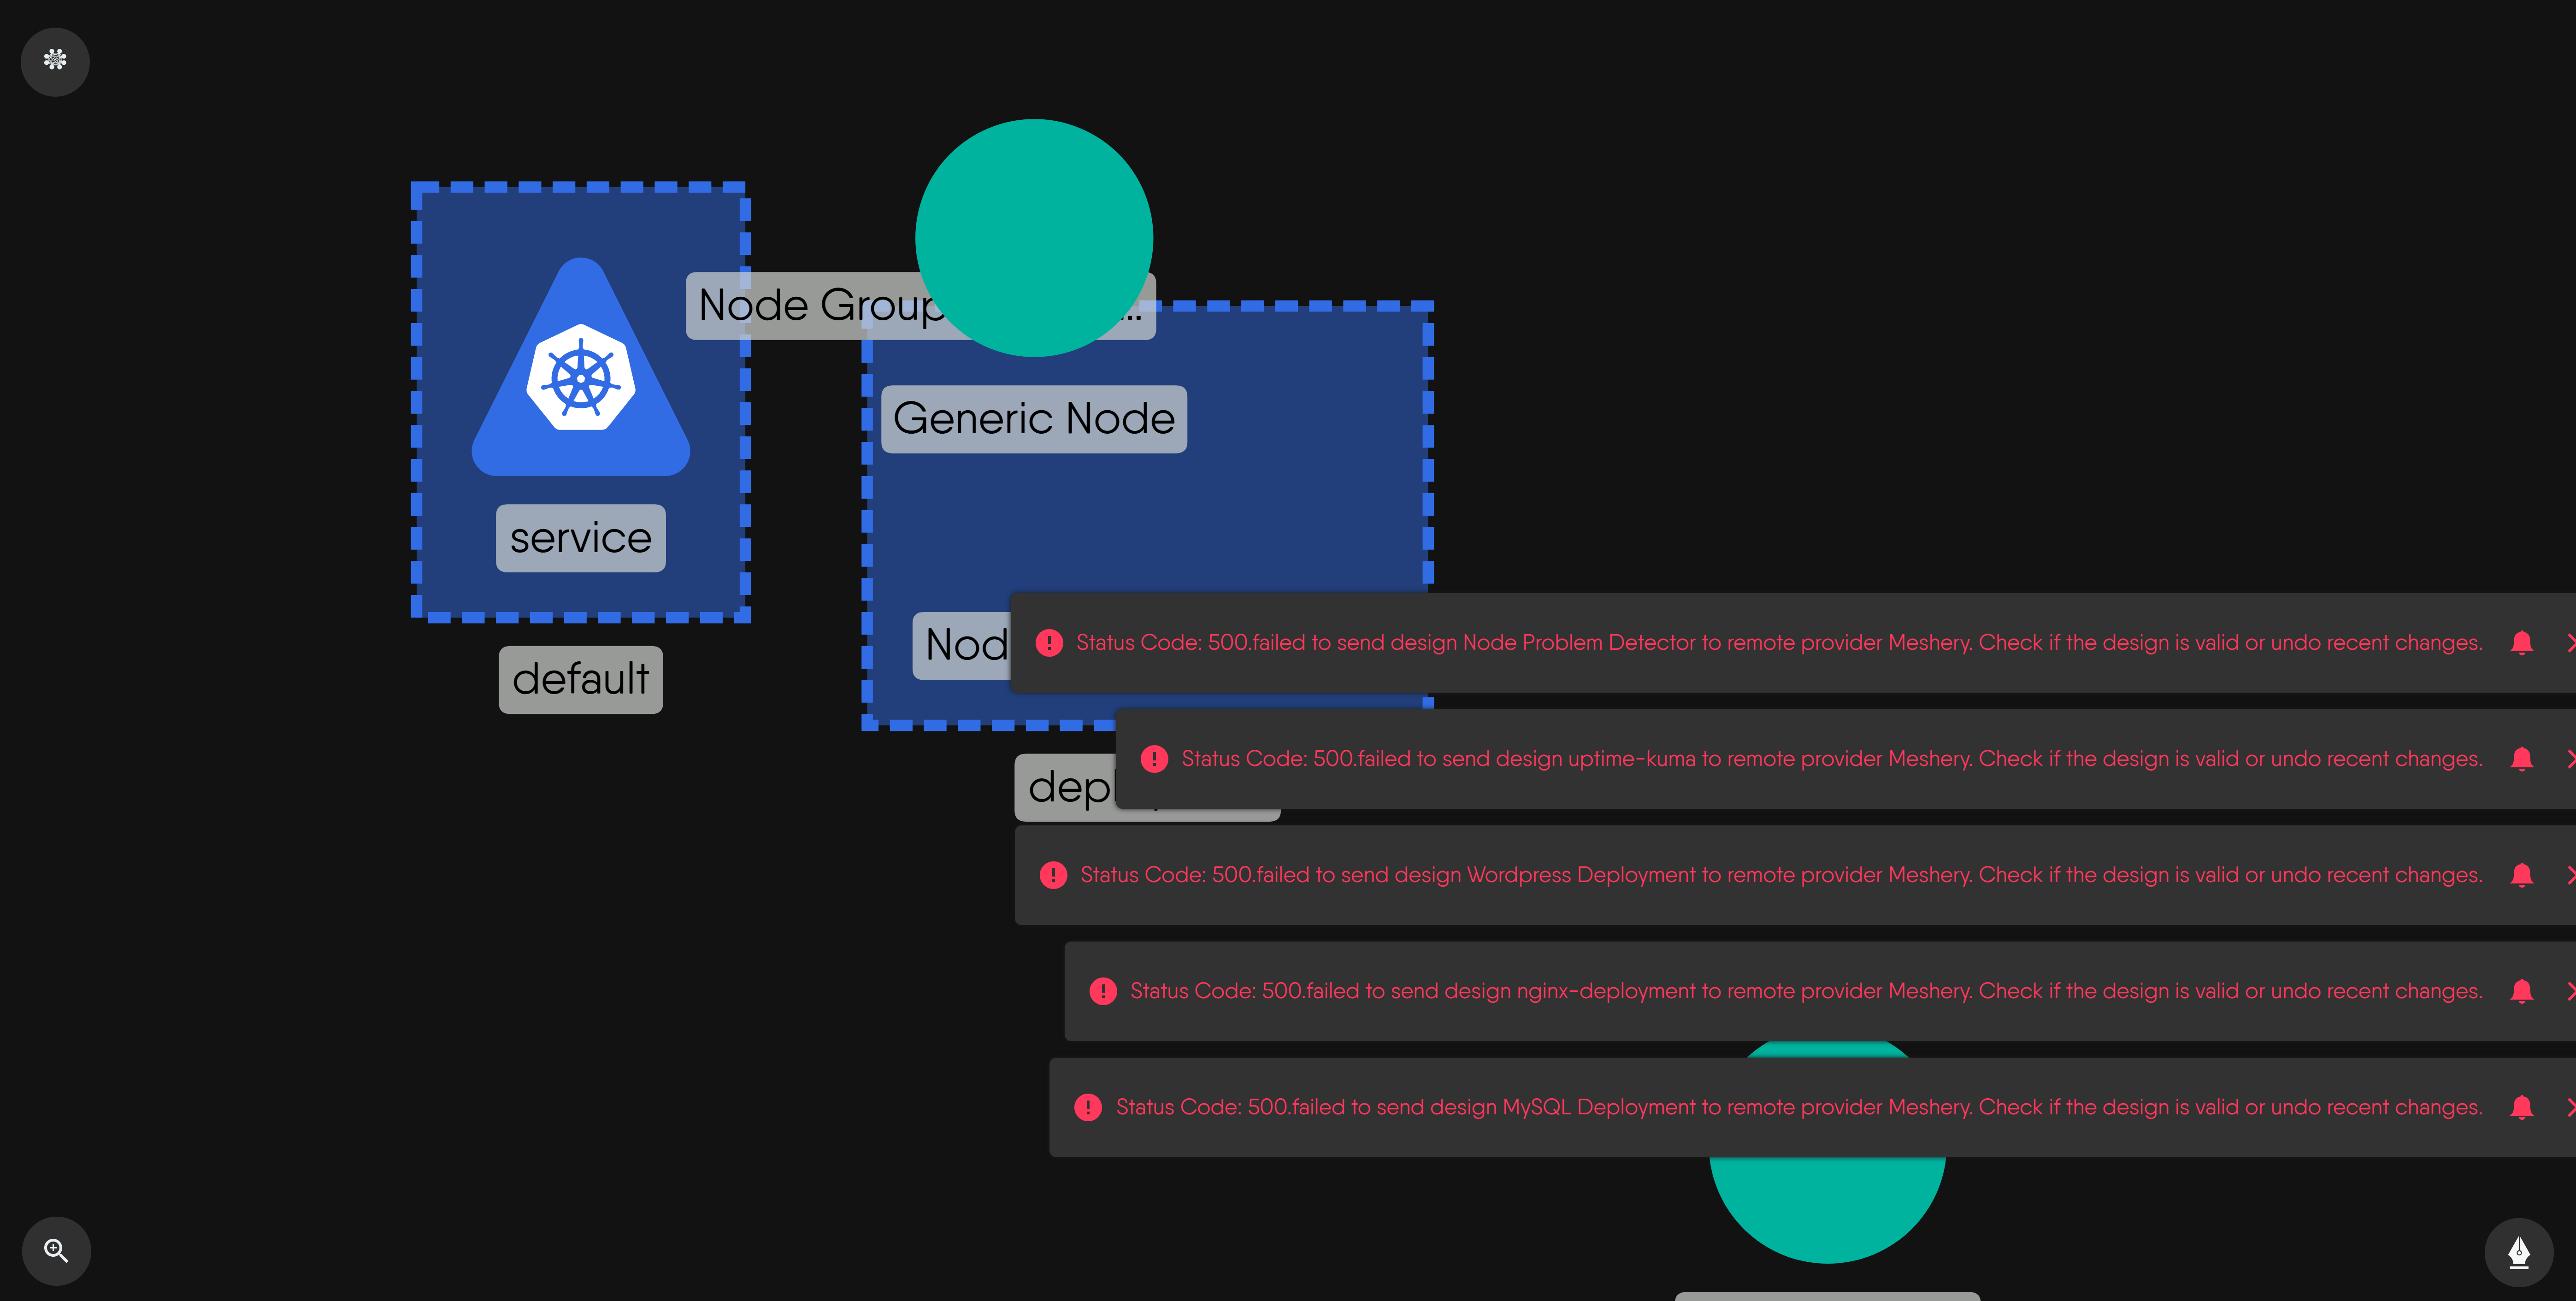 Node Group
...
Generic Node
service
default
Status Code: 500.failed to send design Node Problem Detector to remote provider Meshery. Check if the design is valid or undo recent changes.
Status Code: 500.failed to send design uptime-kuma to remote provider Meshery. Check if the design is valid or undo recent changes.
Status Code: 500.failed to send design Wordpress Deployment to remote provider Meshery. Check if the design is valid or undo recent changes.
Status Code: 500.failed to send design nginx-deployment to remote provider Meshery. Check if the design is valid or undo recent changes.
Status Code: 500.failed to send design MySQL Deployment to remote provider Meshery. Check if the design is valid or undo recent changes.